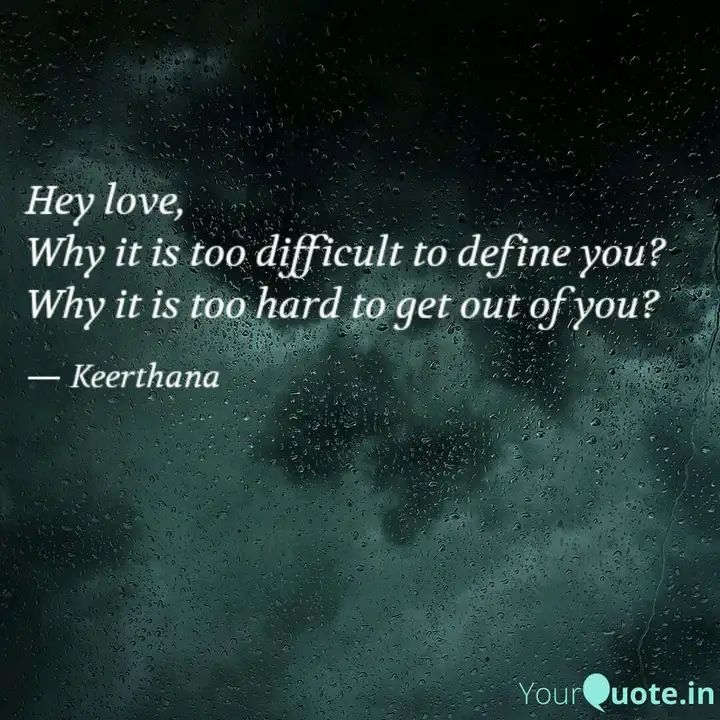 Hey love,
Why it is too difficult to define you?
Why it is too hard to get out of you?
— Keerthana
YourQuote.in